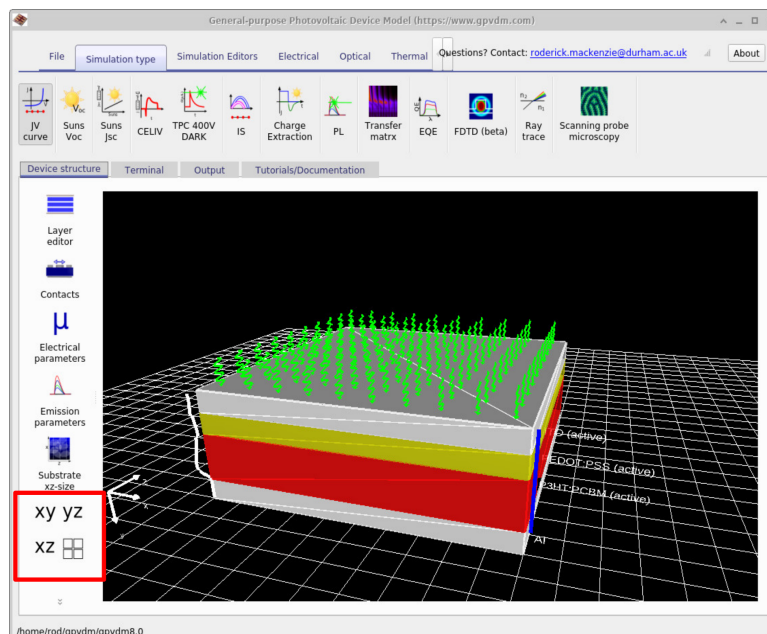 General-purpose Photovoltaic Device Model (https://www.gpvdm.com)
File Simulation type Simulation Editors Electrical Optical Thermal Questions? Contact: roderick.mackenzie@durham.ac.uk About
JV curve
Suns Voc
Suns Jsc
CELIV
TPC 400V DARK
IS
Charge Extraction
PL
Transfer matrx
EQE
FDTD (beta)
Ray trace
Scanning probe microscopy
Device structure Terminal Output Tutorials/Documentation
Layer
editor
Contacts
μ
Electrical
parameters
Emission
parameters
Substrate
xz-size
xy yz
xz
(active)
EDOT:PSS (active)
P3HT:PCBM (active)
Al
/home/rod/gpvdm/gpvdm8.0